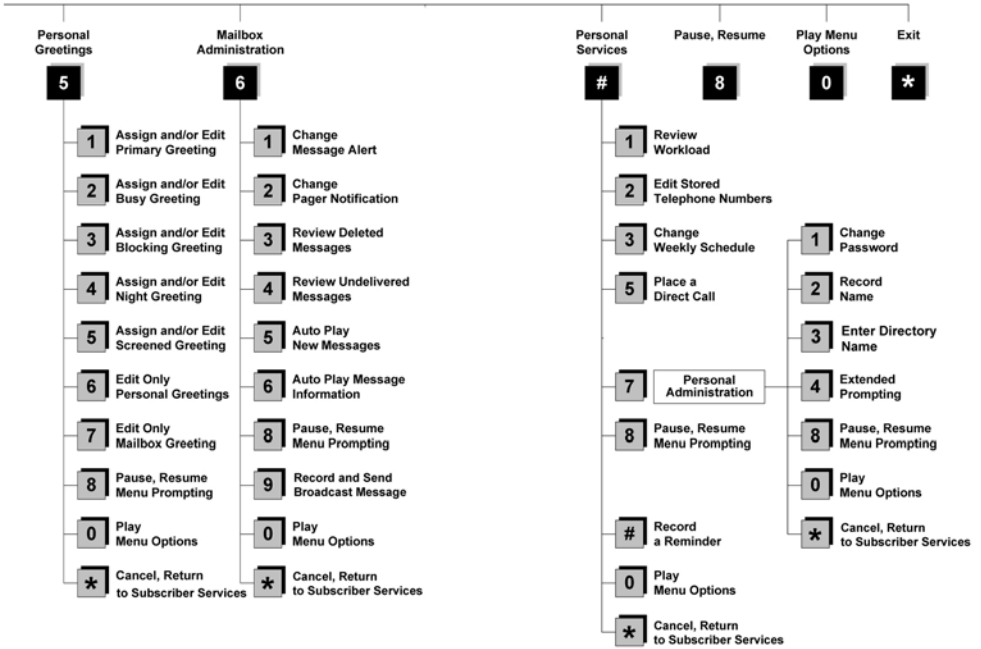 Personal
Greetings
5
1
Assign and/or Edit
Primary Greeting
2
Assign and/or Edit
Busy Greeting
3
Assign and/or Edit
Blocking Greeting
4
Assign and/or Edit
Night Greeting
5
Assign and/or Edit
Screened Greeting
6
Edit Only
Personal Greetings
7
Edit Only
Mailbox Greeting
8
Pause, Resume
Menu Prompting
0
Play
Menu Options
*
Cancel, Return
to Subscriber Services
Mailbox
Administration
6
1
Change
Message Alert
2
Change
Pager Notification
3
Review Deleted
Messages
4
Review Undelivered
Messages
5
Auto Play
New Messages
6
Auto Play Message
Information
8
Pause, Resume
Menu Prompting
9
Record and Send
Broadcast Message
0
Play
Menu Options
*
Cancel, Return
to Subscriber Services
Personal
Services
#
1
Review
Workload
2
Edit Stored
Telephone Numbers
3
Change
Weekly Schedule
5
Place a
Direct Call
7
Personal
Administration
8
Pause, Resume
Menu Prompting
#
Record
a Reminder
0
Play
Menu Options
*
Cancel, Return
to Subscriber Services
1
Change
Password
2
Record
Name
3
Enter Directory
Name
4
Extended
Prompting
8
Pause, Resume
Menu Prompting
0
Play
Menu Options
*
Cancel, Return
to Subscriber Services
Pause, Resume
8
Play Menu
Options
0
Exit
*